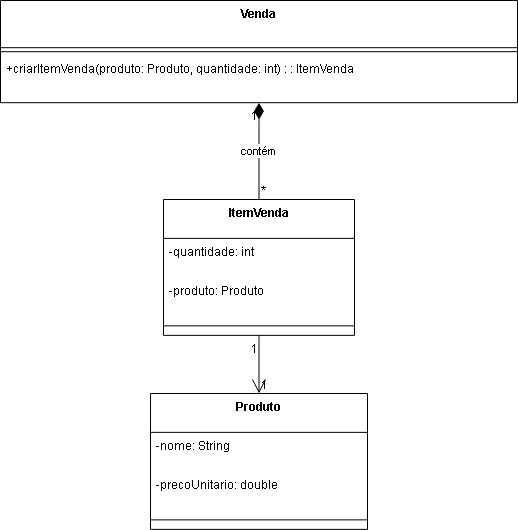 Venda
+criarItemVenda(produto: Produto, quantidade: int) : : ItemVenda
1
contém
*
ItemVenda
-quantidade: int
-produto: Produto
1
1
Produto
-nome: String
-precoUnitario: double